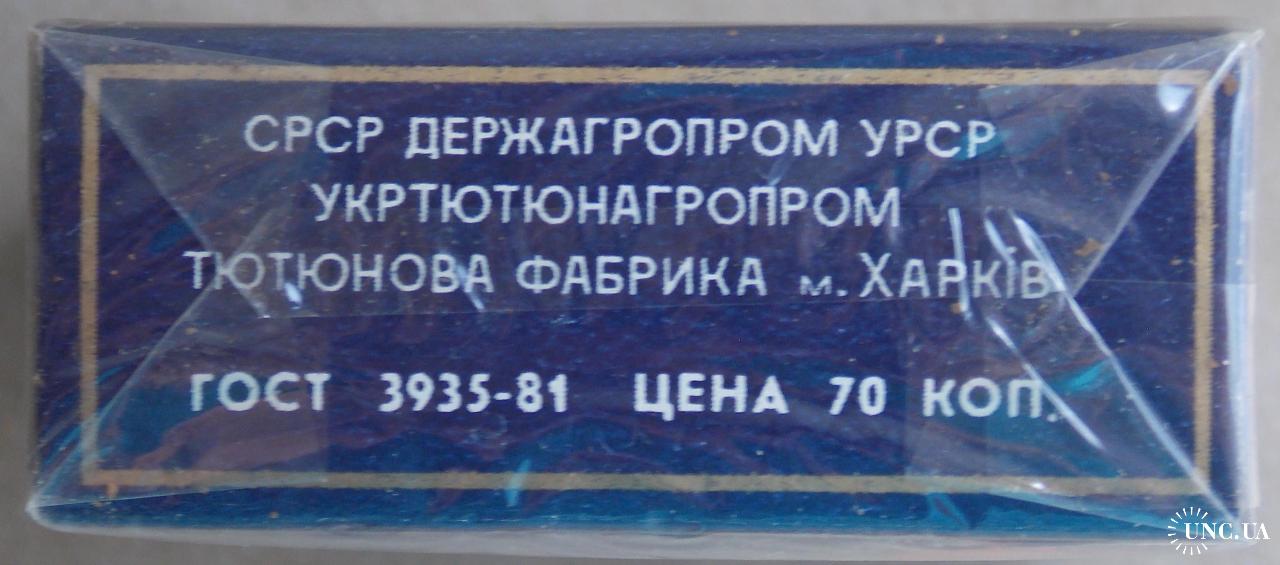 СРСР ДЕРЖАГРОПРОМ УРСР
УКРТЮТЮНАГРОПРОМ
ТЮТЮНОВА ФАБРИКА м. ХАРКІВ
ГОСТ 3935-81 ЦЕНА 70 КОП.
UNC.UA